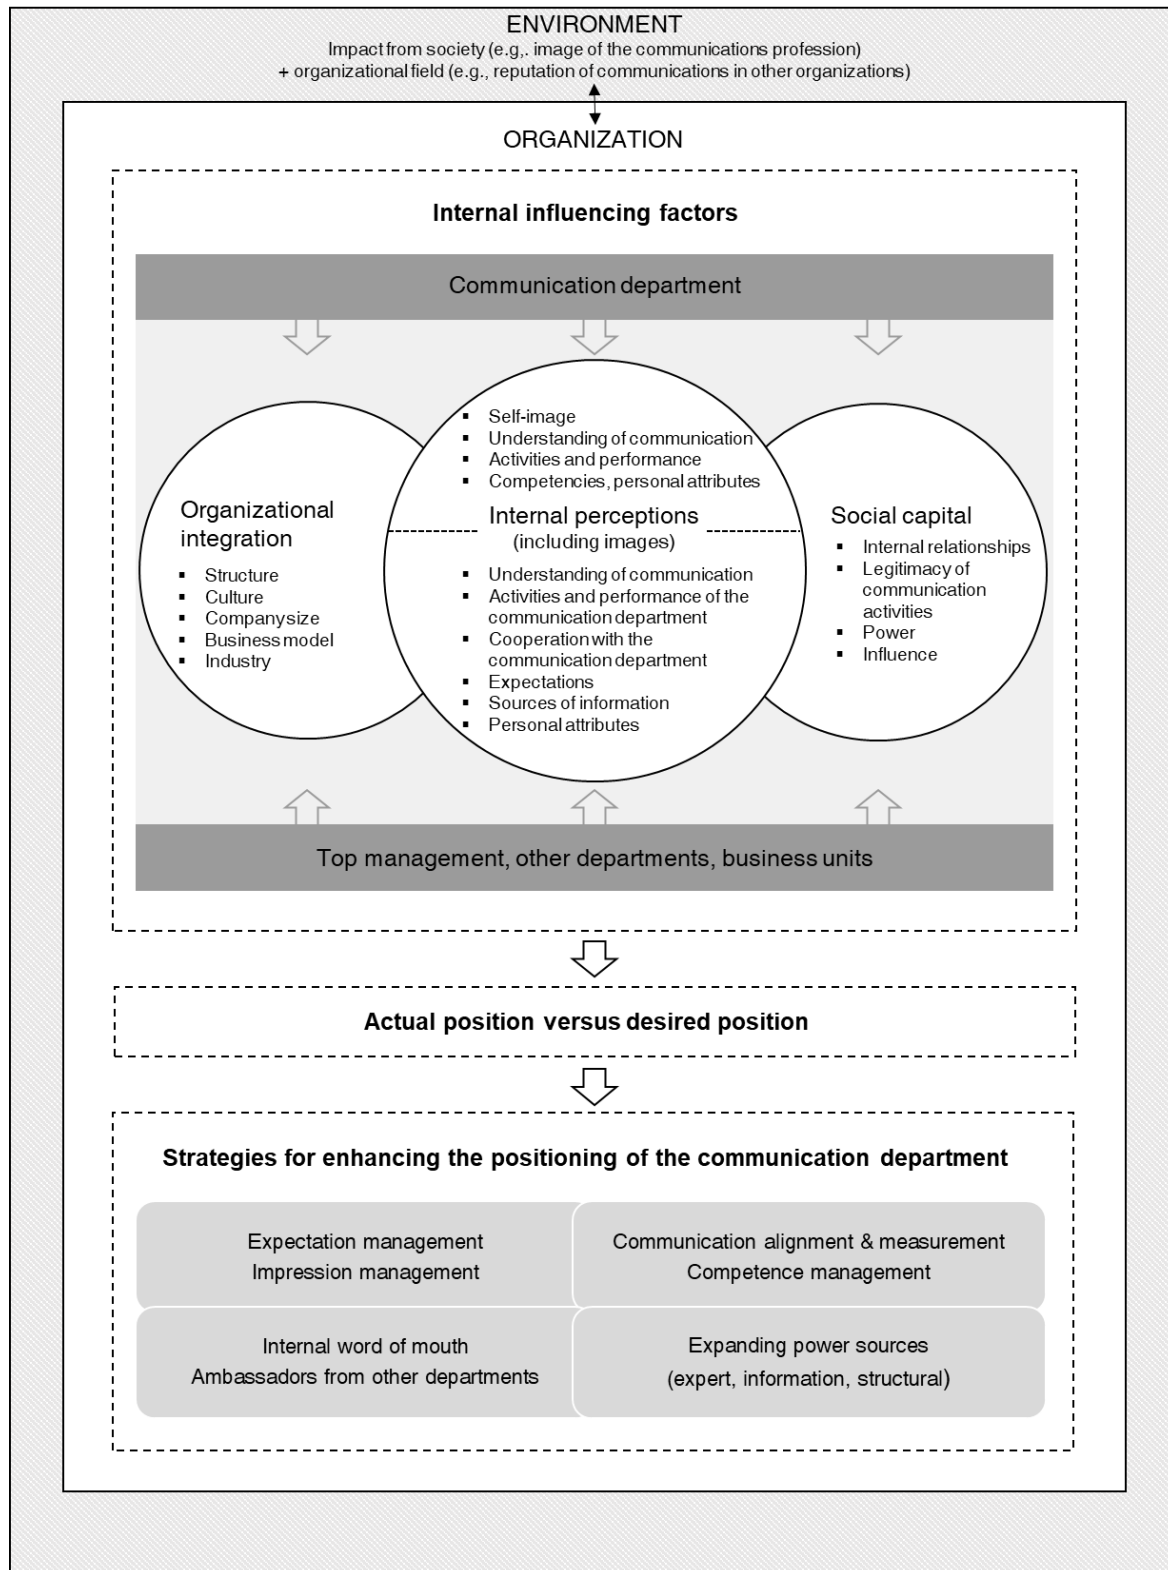 ENVIRONMENT
Impact from society (e.g,. image of the communications profession)
+ organizational field (e.g., reputation of communications in other organizations)
ORGANIZATION
Internal influencing factors
Communication department
▪ Self-image
▪ Understanding of communication
▪ Activities and performance
▪ Competencies, personal attributes
Internal perceptions
(including images)
▪ Understanding of communication
▪ Activities and performance of the
communication department
▪ Cooperation with the
communication department
▪ Expectations
▪ Sources of information
▪ Personal attributes
Organizational
integration
▪ Structure
▪ Culture
▪ Company size
▪ Business model
▪ Industry
Social capital
▪ Internal relationships
▪ Legitimacy of
communication
activities
▪ Power
▪ Influence
Top management, other departments, business units
Actual position versus desired position
Strategies for enhancing the positioning of the communication department
Expectation management
Impression management
Communication alignment & measurement
Competence management
Internal word of mouth
Ambassadors from other departments
Expanding power sources
(expert, information, structural)